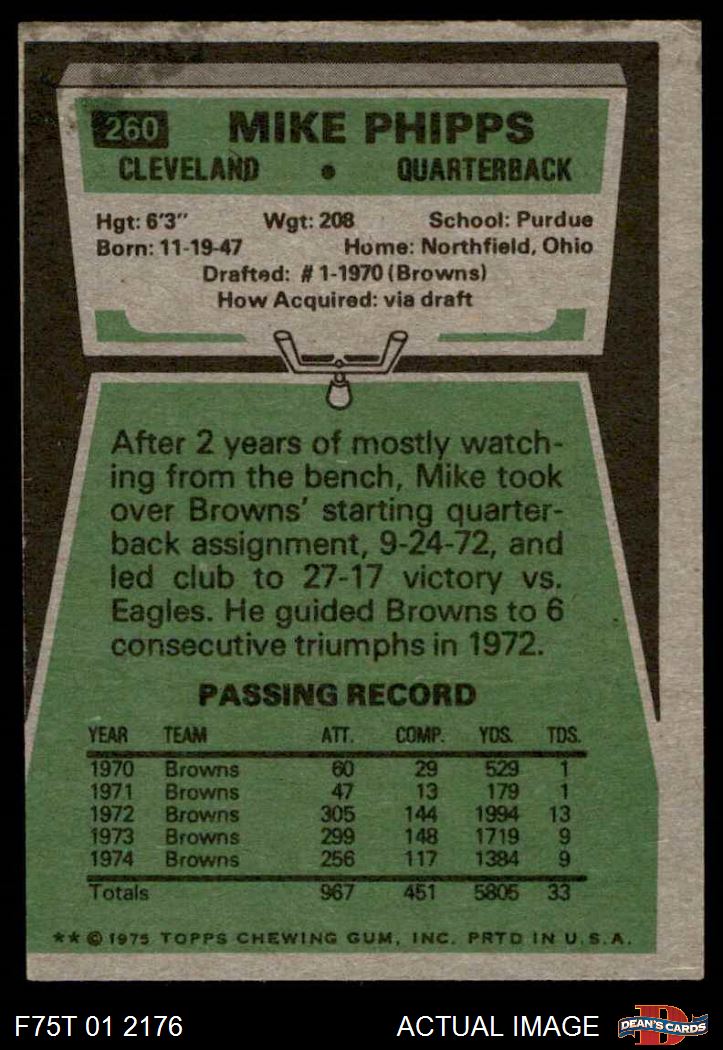 260 MIKE PHIPPS
CLEVELAND • QUARTERBACK
Hgt: 6'3" Wgt: 208 School: Purdue
Born: 11-19-47 Home: Northfield, Ohio
Drafted: #1-1970 (Browns)
How Acquired: via draft
After 2 years of mostly watch-
ing from the bench, Mike took
over Browns' starting quarter-
back assignment, 9-24-72, and
led club to 27-17 victory vs.
Eagles. He guided Browns to 6
consecutive triumphs in 1972.
PASSING RECORD
YEAR TEAM ATT. COMP. YDS. TDS.
1970 Browns 60 29 529 1
1971 Browns 47 13 179 1
1972 Browns 305 144 1994 13
1973 Browns 299 148 1719 9
1974 Browns 256 117 1384 9
Totals 967 451 5805 33
** © 1975 TOPPS CHEWING GUM, INC. PRTD IN U.S.A.
F75T 01 2176 ACTUAL IMAGE
D
DEAN'S CARDS